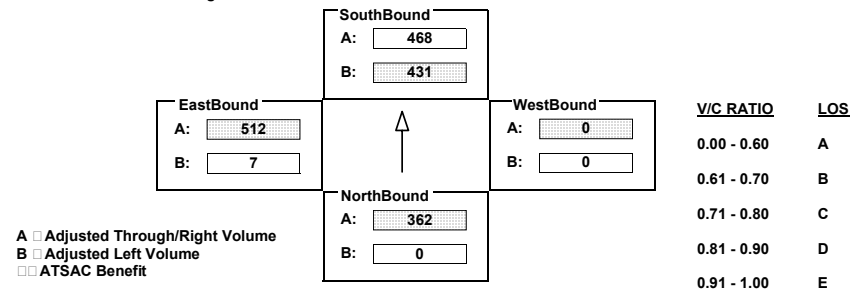 SouthBound
A: 468
B: 431
EastBound
A: 512
B: 7
WestBound
A: 0
B: 0
NorthBound
A: 362
B: 0
A □ Adjusted Through/Right Volume
B □ Adjusted Left Volume
□□ ATSAC Benefit
V/C RATIO LOS
0.00 - 0.60 A
0.61 - 0.70 B
0.71 - 0.80 C
0.81 - 0.90 D
0.91 - 1.00 E